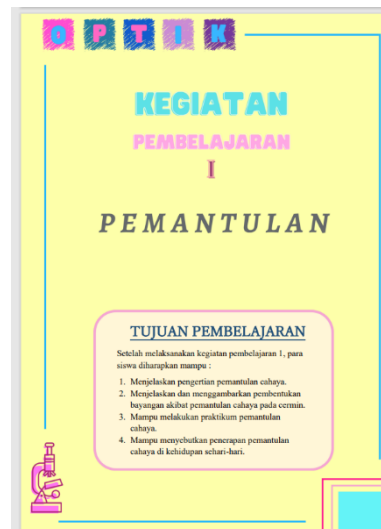 OPTIK
KEGIATAN
PEMBELAJARAN
I
PEMANTULAN
TUJUAN PEMBELAJARAN
Setelah melaksanakan kegiatan pembelajaran 1, para
siswa diharapkan mampu :
1. Menjelaskan pengertian pemantulan cahaya.
2. Menjelaskan dan menggambarkan pembentukan
bayangan akibat pemantulan cahaya pada cermin.
3. Mampu melakukan praktikum pemantulan
cahaya.
4. Mampu menyebutkan penerapan pemantulan
cahaya di kehidupan sehari-hari.